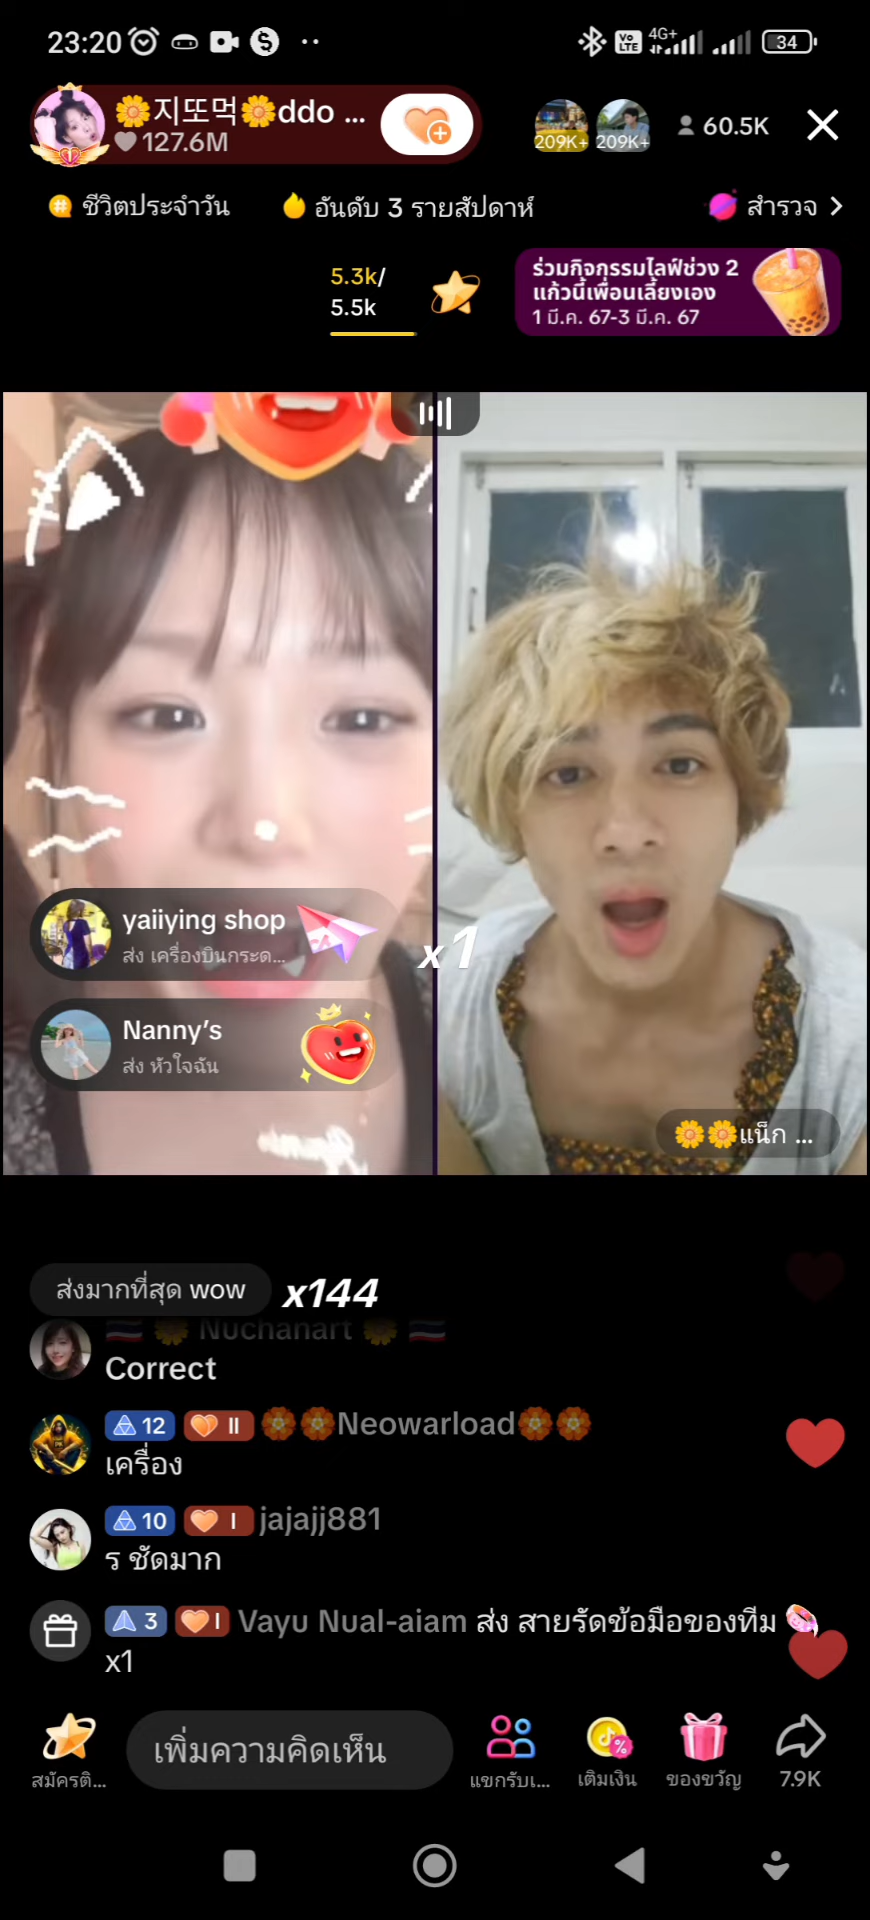 23:20
4G+
Vo
LTE
34
🌼지또먹🌼ddo ...
127.6M
209K+
209K+
60.5K
ชีวิตประจำวัน
อันดับ 3 รายสัปดาห์
สำรวจ
5.3k/
5.5k
ร่วมกิจกรรมไลฟ์ช่วง 2
แก้วนี้เพื่อนเลี้ยงเอง
1 มี.ค. 67-3 มี.ค. 67
yaiiying shop
ส่ง เครื่องบินกระด...
x1
Nanny's
ส่ง หัวใจฉัน
🌼🌼แน็ก ...
ส่งมากที่สุด wow
x144
🇹🇭 🌼 Nuchanart 🌼 🇹🇭
Correct
12 II 🏵️🏵️Neowarload🏵️🏵️
เครื่อง
10 I jajajj881
ร ชัดมาก
3 I Vayu Nual-aiam ส่ง สายรัดข้อมือของทีม
x1
สมัครติ...
เพิ่มความคิดเห็น
แขกรับเ...
เติมเงิน
ของขวัญ
7.9K